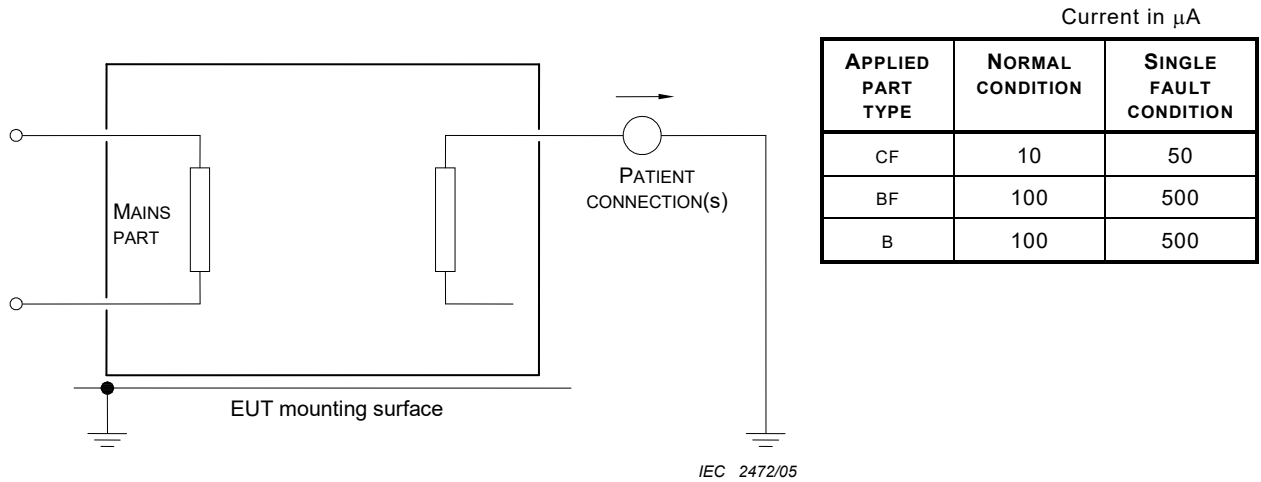 Current in μA
APPLIED PART TYPE
NORMAL CONDITION
SINGLE FAULT CONDITION
CF 10 50
BF 100 500
B 100 500
MAINS PART
PATIENT CONNECTION(s)
EUT mounting surface
IEC 2472/05